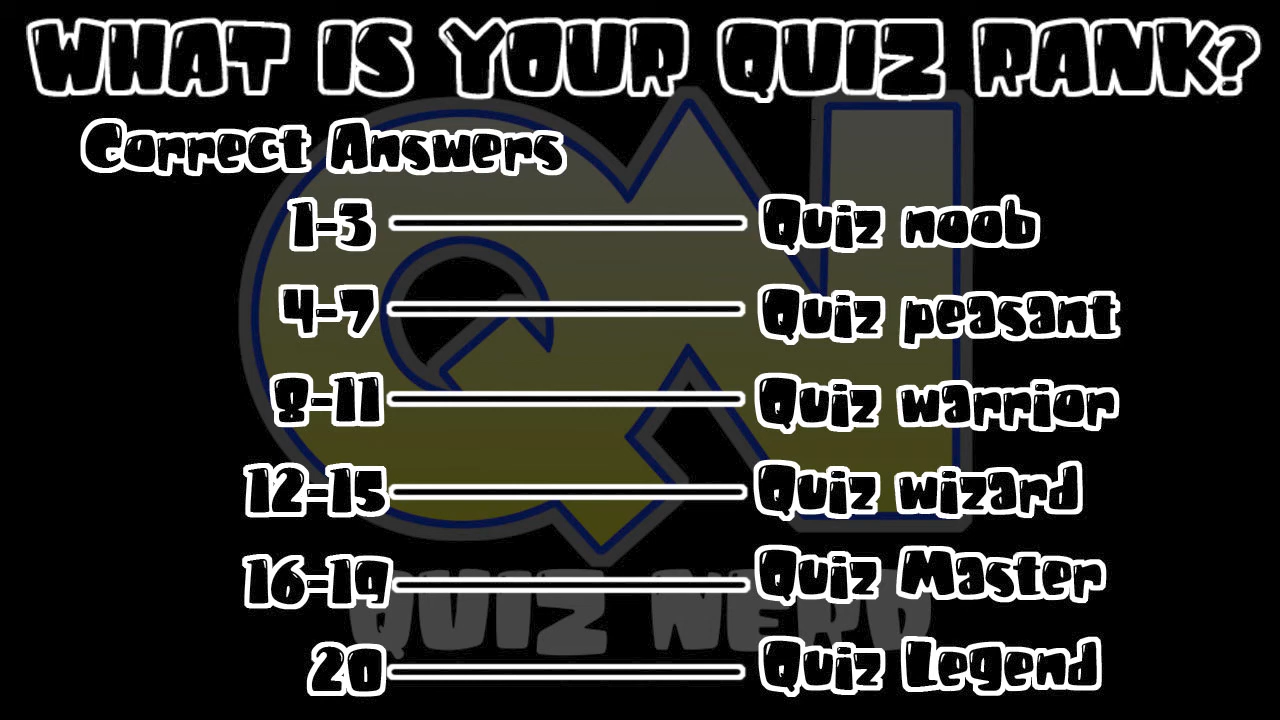 WHAT IS YOUR QUIZ RANK?
Correct Answers
1-3 Quiz noob
4-7 Quiz peasant
8-11 Quiz warrior
12-15 Quiz wizard
16-19 Quiz Master
QUIZ NERD
20 Quiz Legend